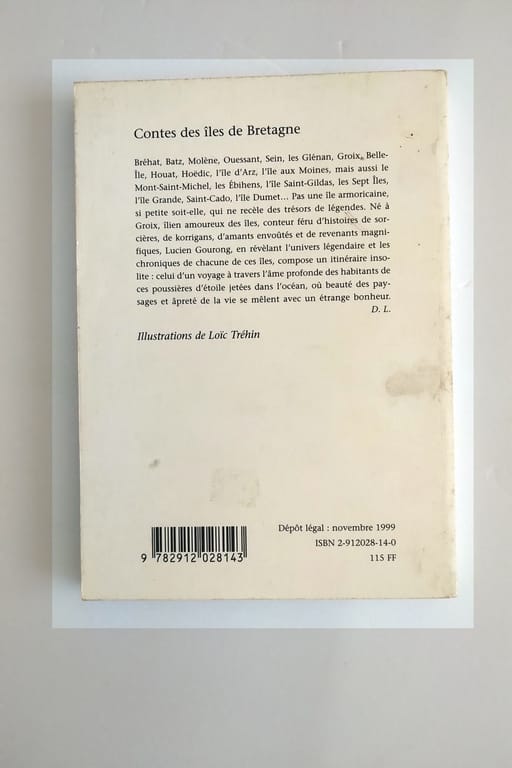 Contes des îles de Bretagne
Bréhat, Batz, Molène, Ouessant, Sein, les Glénan, Groix, Belle-
Île, Houat, Hoëdic, l'île d'Arz, l'île aux Moines, mais aussi le
Mont-Saint-Michel, les Ébihens, l'île Saint-Gildas, les Sept Îles,
l'île Grande, Saint-Cado, l'île Dumet... Pas une île armoricaine,
si petite soit-elle, qui ne recèle des trésors de légendes. Né à
Groix, îlien amoureux des îles, conteur féru d'histoires de sor-
cières, de korrigans, d'amants envoûtés et de revenants magni-
fiques, Lucien Gourong, en révèlant l'univers légendaire et les
chroniques de chacune de ces îles, compose un itinéraire inso-
lite : celui d'un voyage à travers l'âme profonde des habitants de
ces poussières d'étoile jetées dans l'océan, où beauté des pay-
sages et âpreté de la vie se mêlent avec un étrange bonheur.
D. L.
Illustrations de Loïc Tréhin
Dépôt légal : novembre 1999
ISBN 2-912028-14-0
115 FF
9 782912 028143